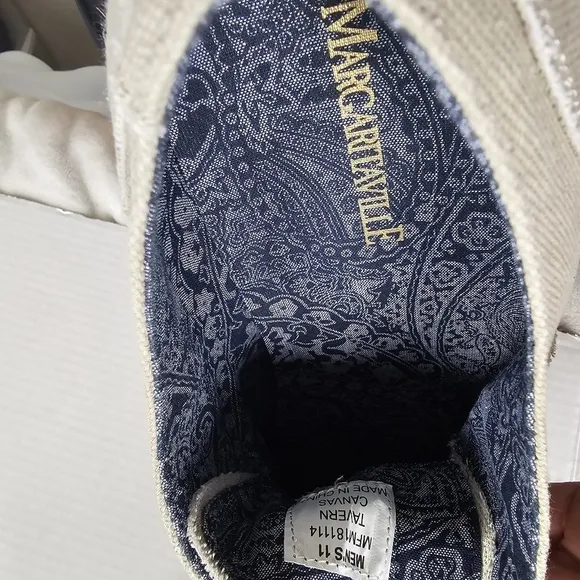 MARGARITAVILLE
MEN'S 11
MFM181114
TAVERN
CANVAS
MADE IN CHINA